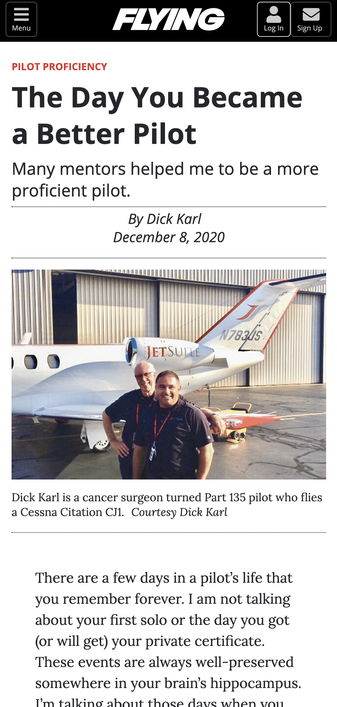 FLYING
Menu
Log In
Sign Up
PILOT PROFICIENCY
The Day You Became
a Better Pilot
Many mentors helped me to be a more
proficient pilot.
By Dick Karl
December 8, 2020
N783JS
JETSUITE
Dick Karl is a cancer surgeon turned Part 135 pilot who flies
a Cessna Citation CJ1. Courtesy Dick Karl
There are a few days in a pilot’s life that
you remember forever. I am not talking
about your first solo or the day you got
(or will get) your private certificate.
These events are always well-preserved
somewhere in your brain’s hippocampus.
I’m talking about those days when you